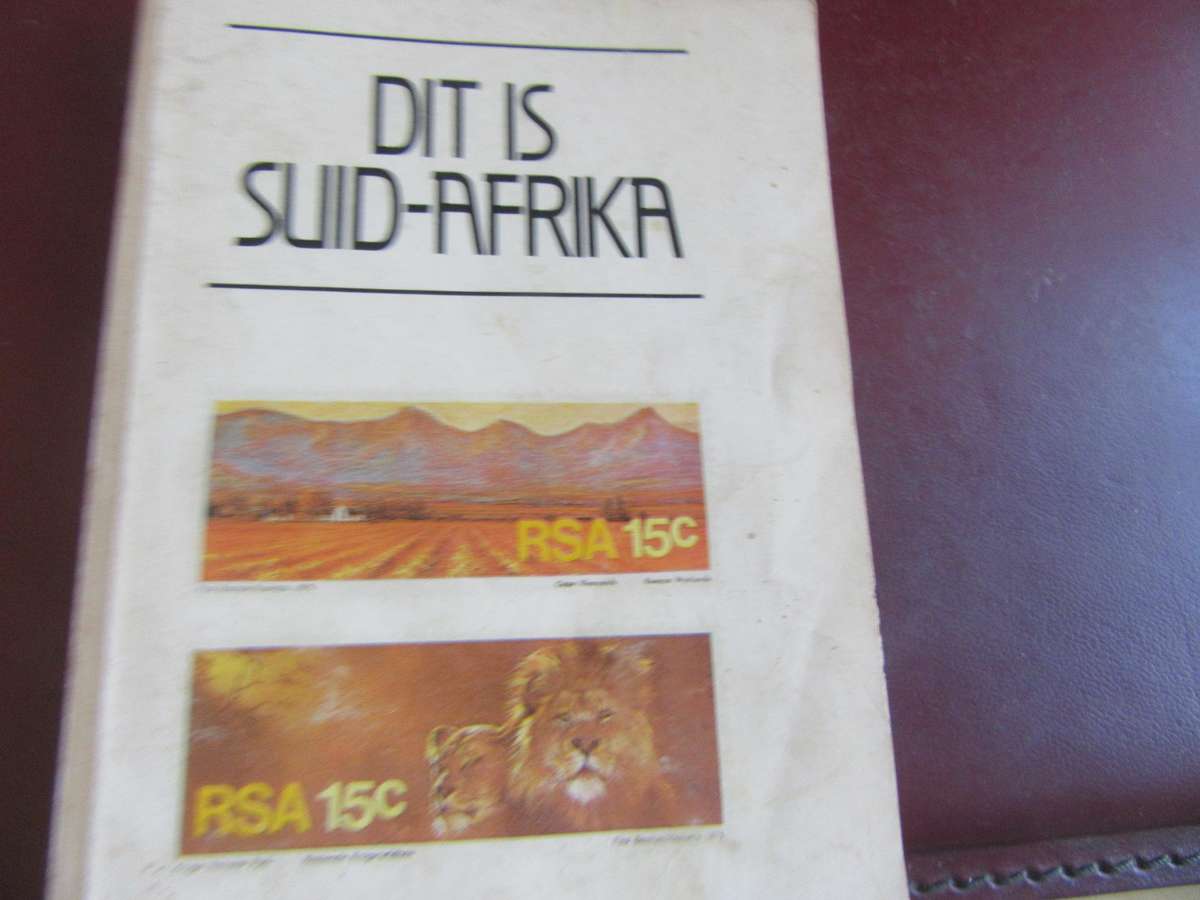 DIT IS
SUID-AFRIKA
RSA 15c
RSA 15c